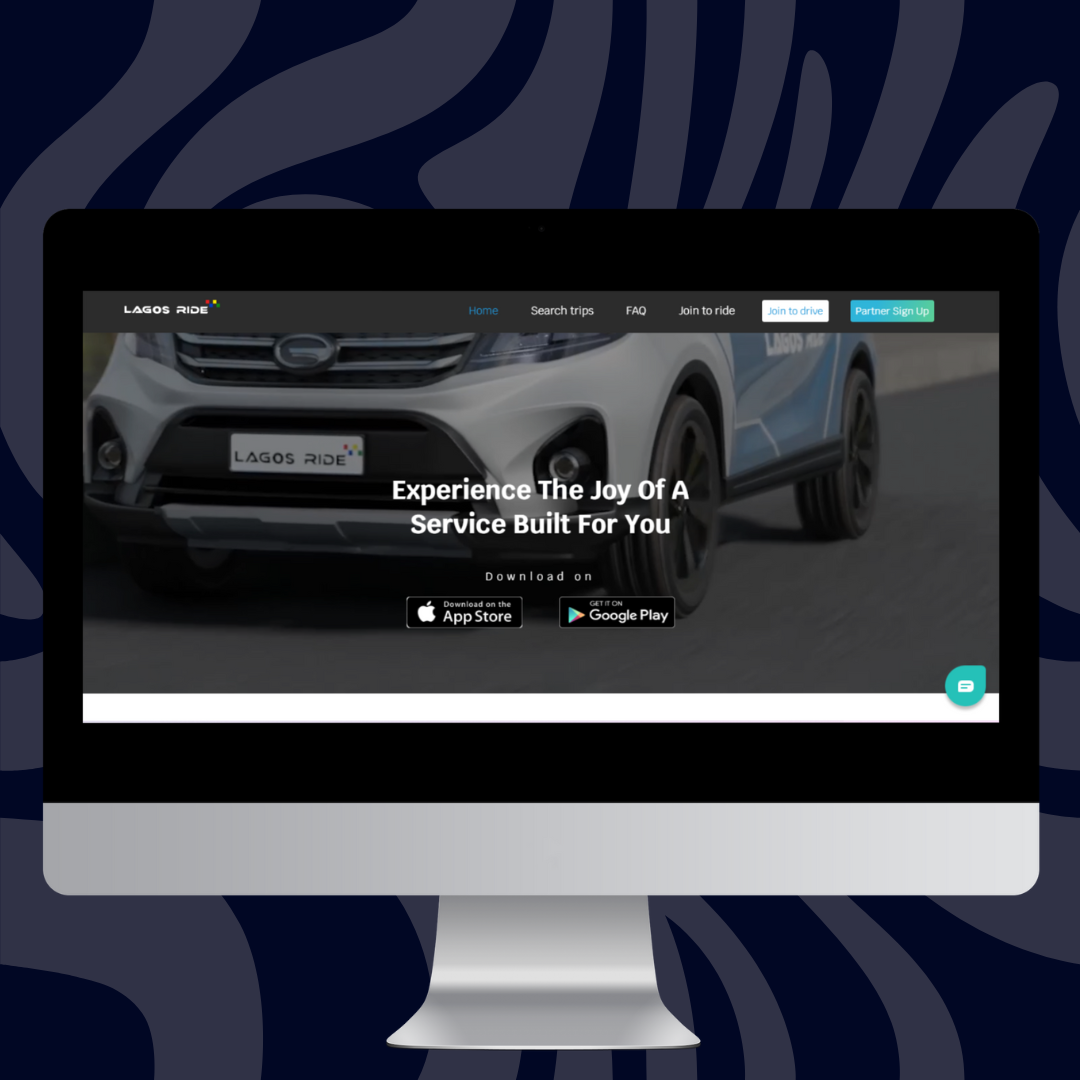 LAGOS RIDE
Home
Search trips
FAQ
Join to ride
Join to drive
Partner Sign Up
LAGOS RIDE
LAGOS RIDE
Experience The Joy Of A
Service Built For You
Download on
Download on the
App Store
GET IT ON
Google Play